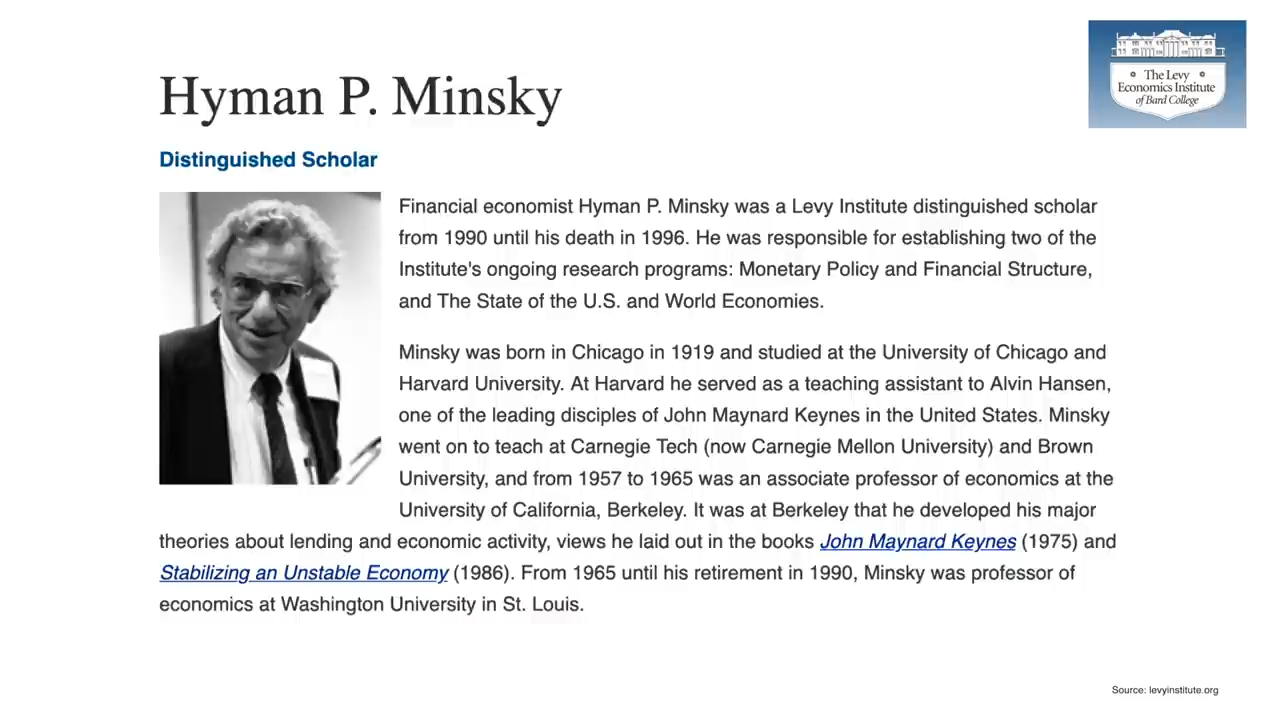 The Levy
Economics Institute
of Bard College
Hyman P. Minsky
Distinguished Scholar
Financial economist Hyman P. Minsky was a Levy Institute distinguished scholar
from 1990 until his death in 1996. He was responsible for establishing two of the
Institute's ongoing research programs: Monetary Policy and Financial Structure,
and The State of the U.S. and World Economies.
Minsky was born in Chicago in 1919 and studied at the University of Chicago and
Harvard University. At Harvard he served as a teaching assistant to Alvin Hansen,
one of the leading disciples of John Maynard Keynes in the United States. Minsky
went on to teach at Carnegie Tech (now Carnegie Mellon University) and Brown
University, and from 1957 to 1965 was an associate professor of economics at the
University of California, Berkeley. It was at Berkeley that he developed his major
theories about lending and economic activity, views he laid out in the books John Maynard Keynes (1975) and
Stabilizing an Unstable Economy (1986). From 1965 until his retirement in 1990, Minsky was professor of
economics at Washington University in St. Louis.
Source: levyinstitute.org